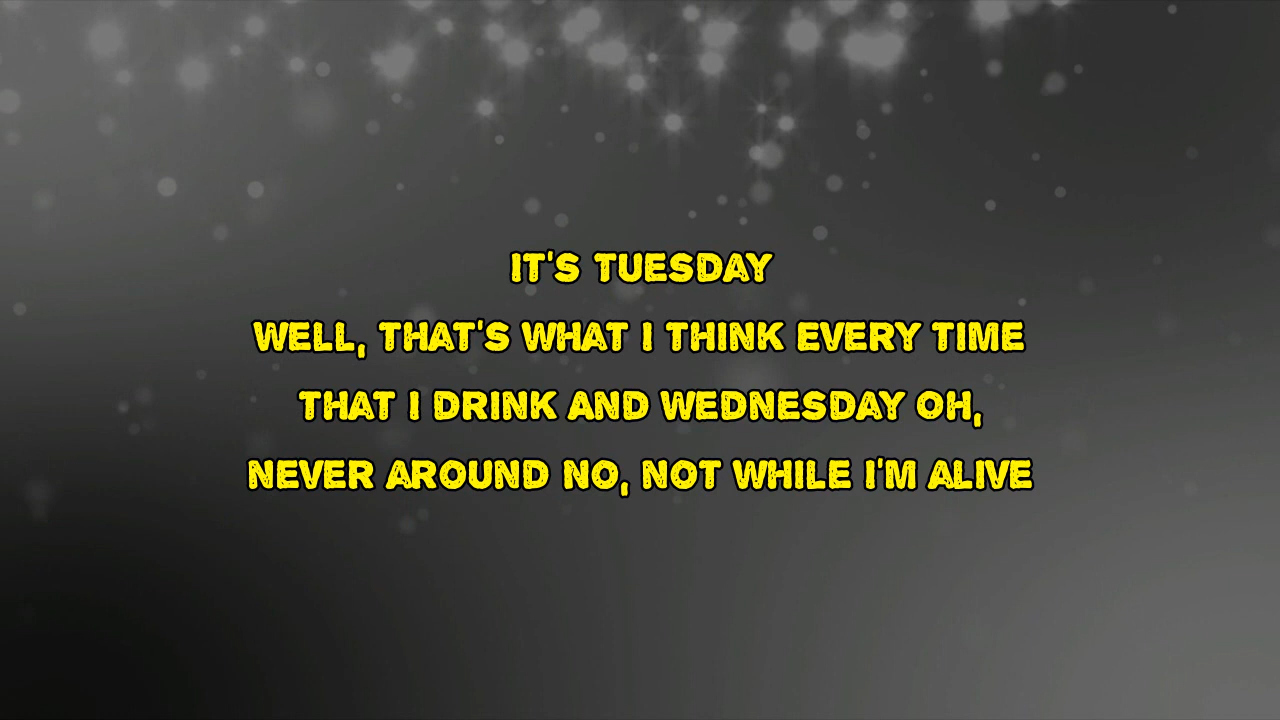 IT'S TUESDAY
WELL, THAT'S WHAT I THINK EVERY TIME
THAT I DRINK AND WEDNESDAY OH,
NEVER AROUND NO, NOT WHILE I'M ALIVE